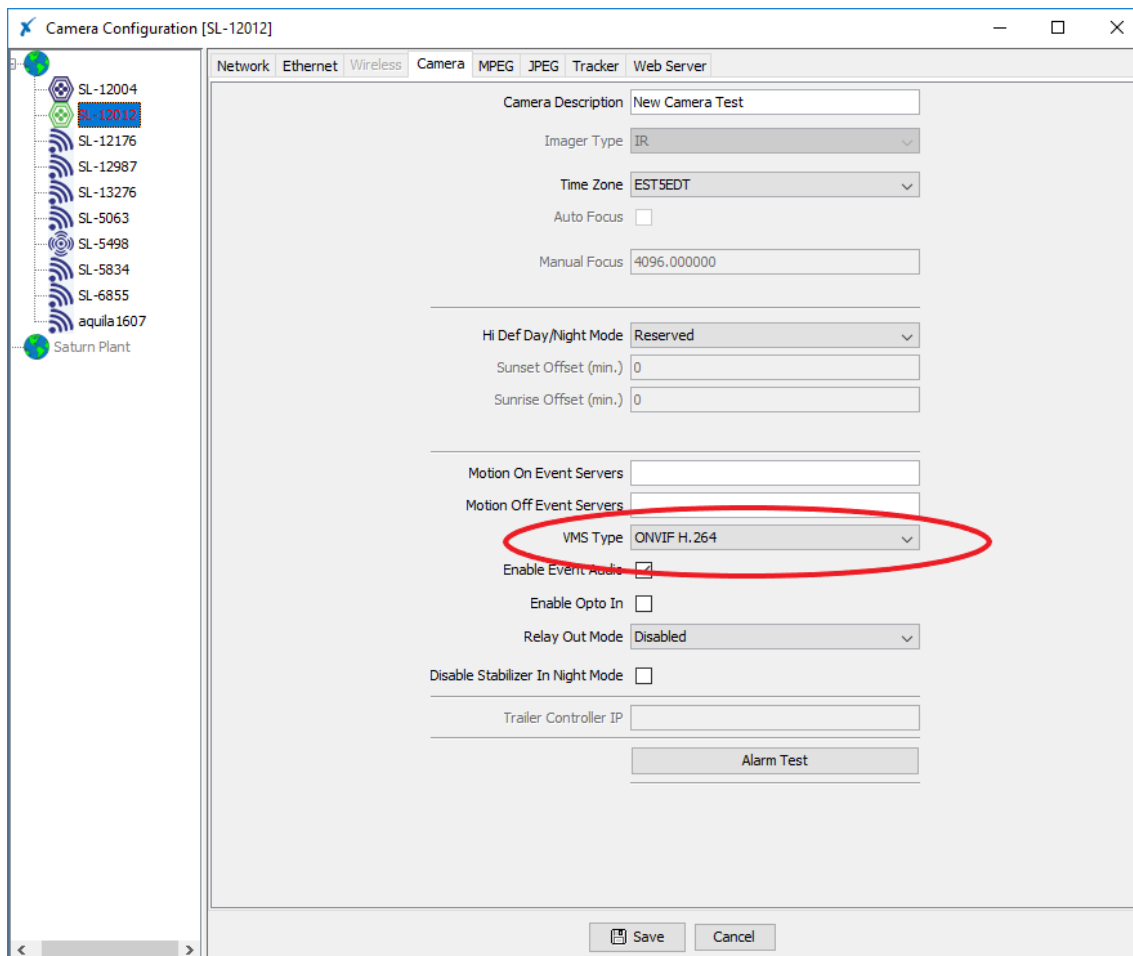 Camera Configuration [SL-12012]
SL-12004
SL-12012
SL-12176
SL-12987
SL-13276
SL-5063
SL-5498
SL-5834
SL-6855
aquila1607
Saturn Plant
Network Ethernet Wireless Camera MPEG JPEG Tracker Web Server
Camera Description New Camera Test
Imager Type IR
Time Zone EST5EDT
Auto Focus
Manual Focus 4096.000000
Hi Def Day/Night Mode Reserved
Sunset Offset (min.) 0
Sunrise Offset (min.) 0
Motion On Event Servers
Motion Off Event Servers
VMS Type ONVIF H.264
Enable Event Audio
Enable Opto In
Relay Out Mode Disabled
Disable Stabilizer In Night Mode
Trailer Controller IP
Alarm Test
Save Cancel